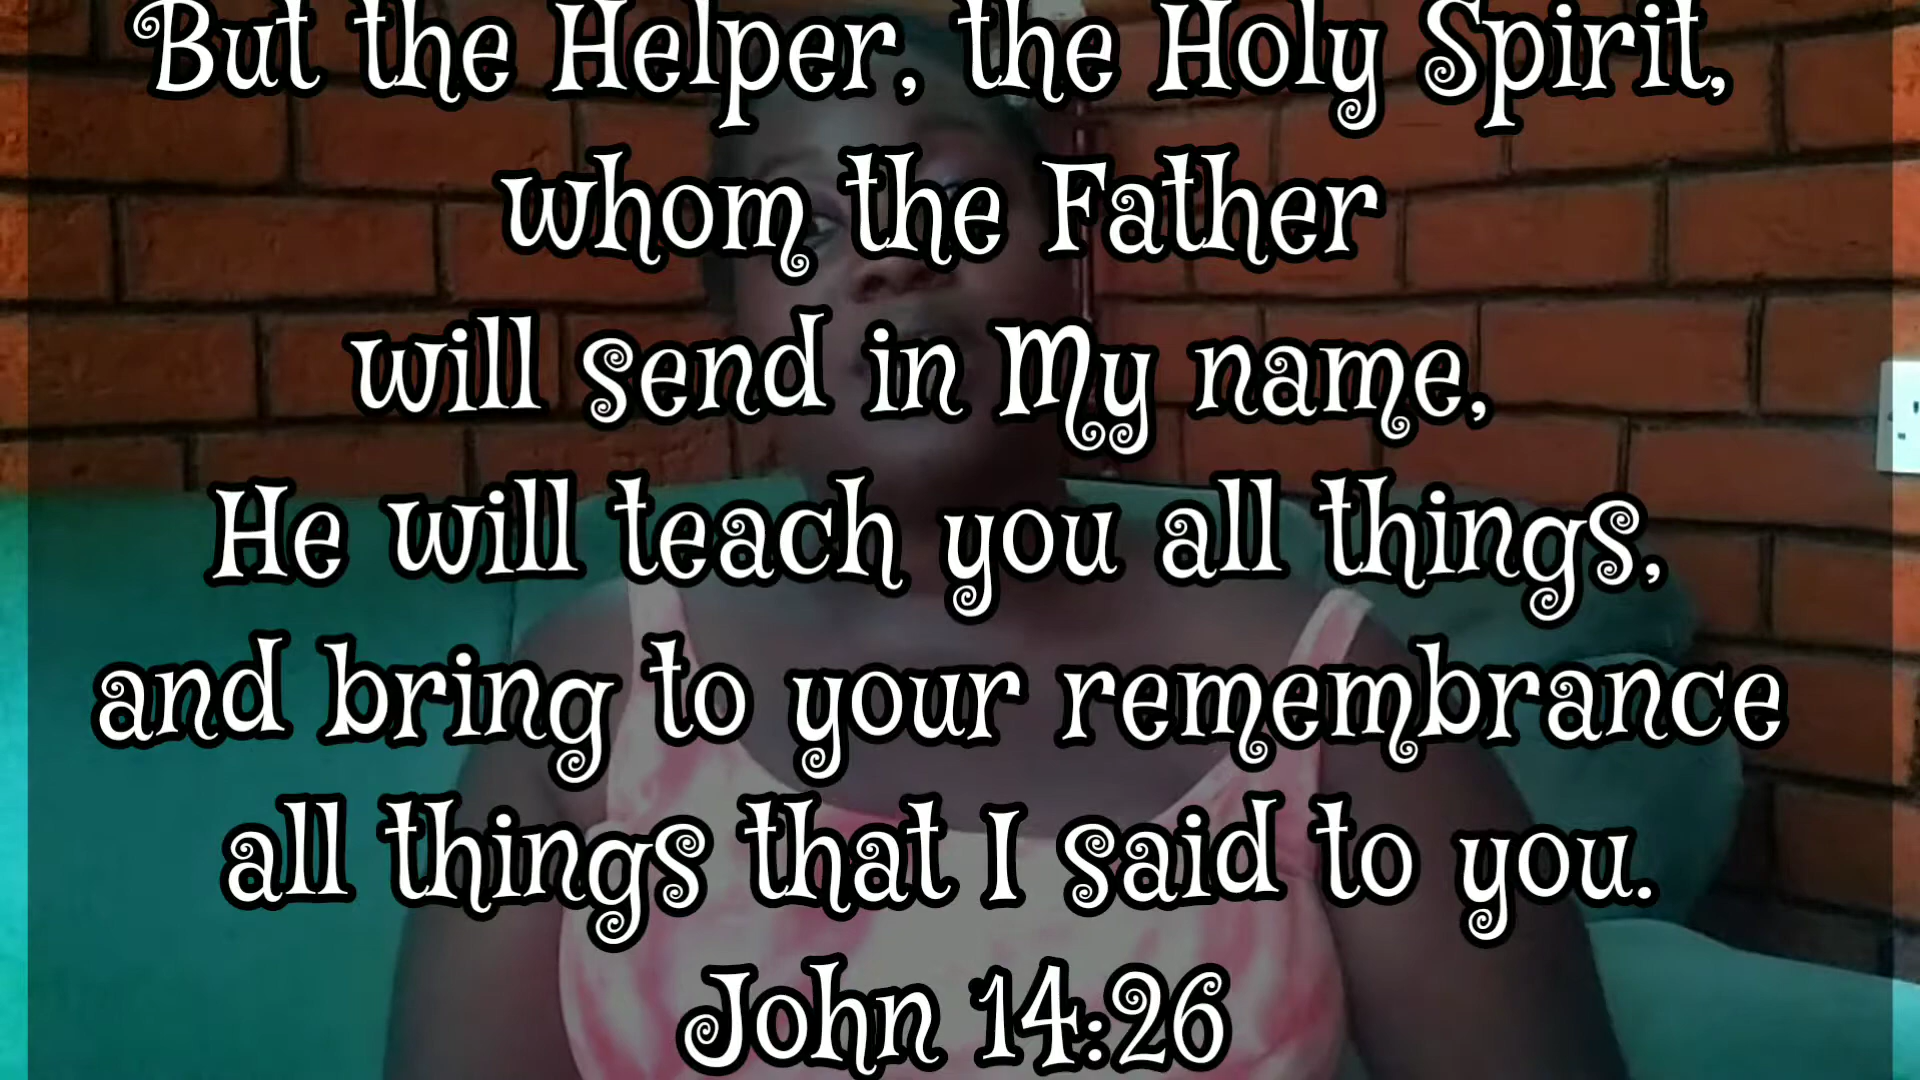 But the Helper, the Holy Spirit,
whom the Father
will send in My name,
He will teach you all things,
and bring to your remembrance
all things that I said to you.
John 14:26